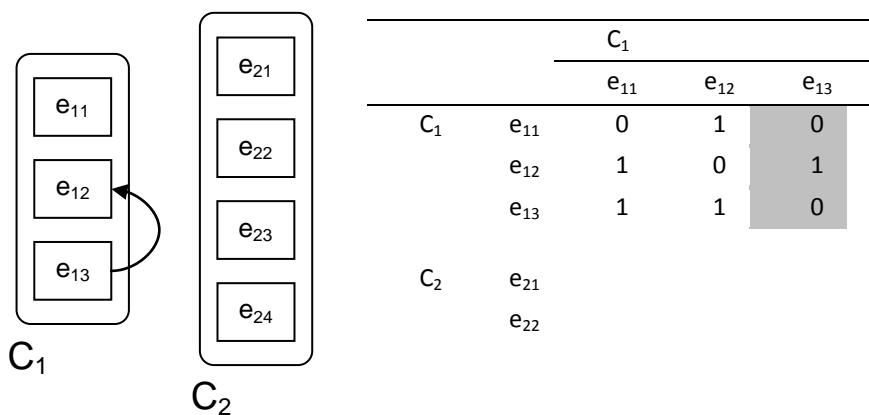 e₁₁
e₁₂
e₁₃
C₁
e₂₁
e₂₂
e₂₃
e₂₄
C₂
C₁
e₁₁ e₁₂ e₁₃
C₁ e₁₁ 0 1 0
e₁₂ 1 0 1
e₁₃ 1 1 0
C₂ e₂₁
e₂₂